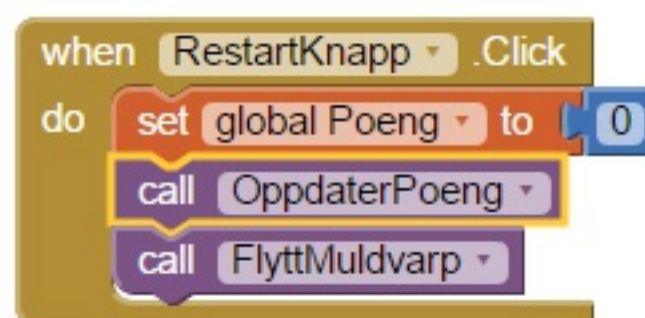 when RestartKnapp .Click
do set global Poeng to 0
call OppdaterPoeng
call FlyttMuldvarp